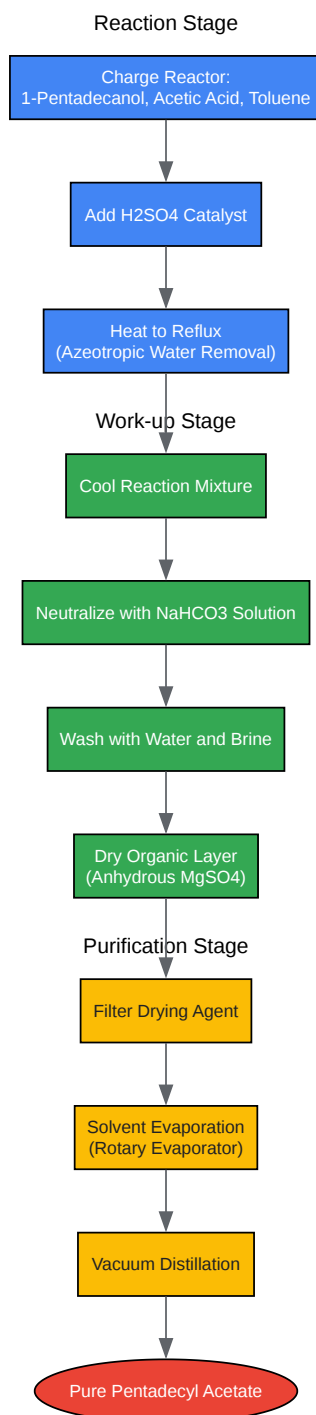 Reaction Stage
Charge Reactor:
1-Pentadecanol, Acetic Acid, Toluene
Add H2SO4 Catalyst
Heat to Reflux
(Azeotropic Water Removal)
Work-up Stage
Cool Reaction Mixture
Neutralize with NaHCO3 Solution
Wash with Water and Brine
Dry Organic Layer
(Anhydrous MgSO4)
Purification Stage
Filter Drying Agent
Solvent Evaporation
(Rotary Evaporator)
Vacuum Distillation
Pure Pentadecyl Acetate